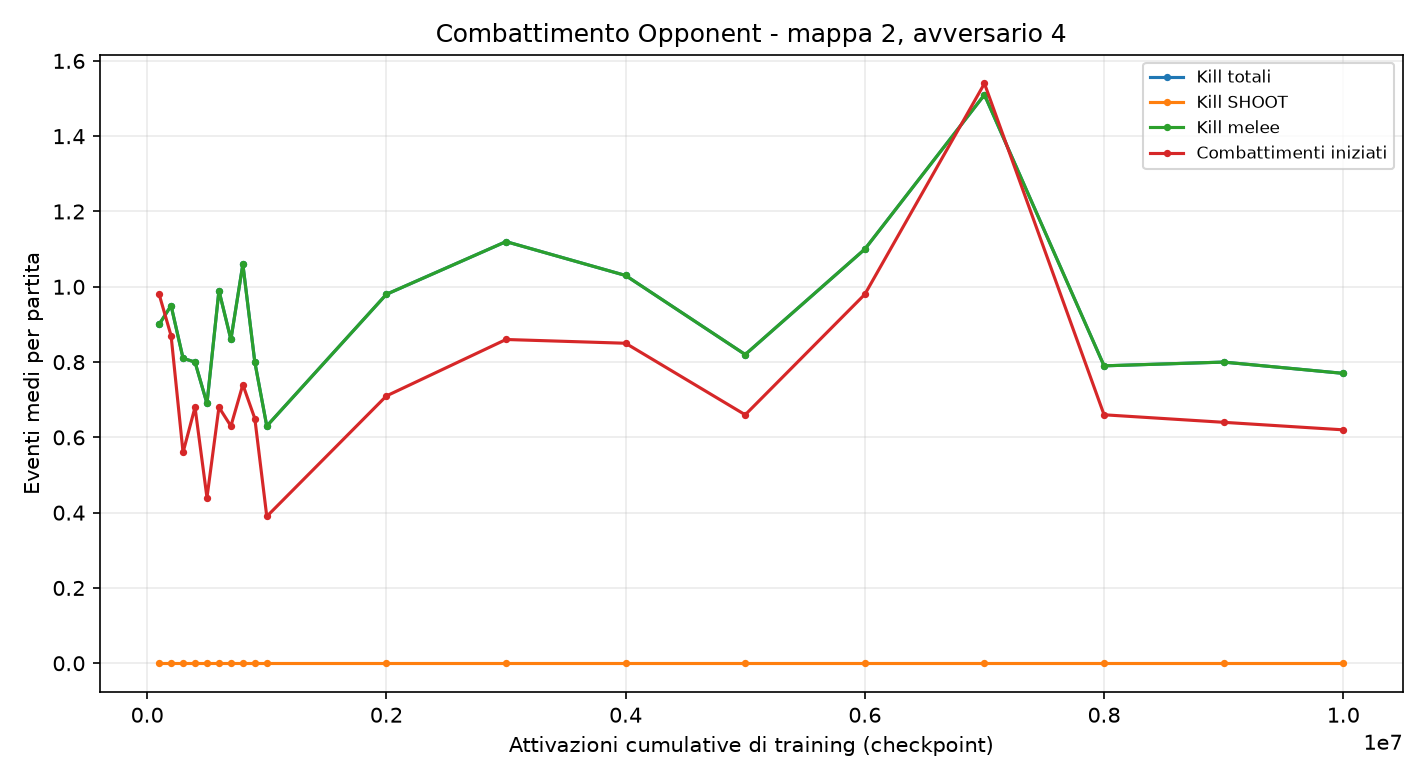 Combattimento Opponent - mappa 2, avversario 4
Eventi medi per partita
1.6
1.4
1.2
1.0
0.8
0.6
0.4
0.2
0.0
Kill totali
Kill SHOOT
Kill melee
Combattimenti iniziati
0.0 0.2 0.4 0.6 0.8 1.0
1e7
Attivazioni cumulative di training (checkpoint)